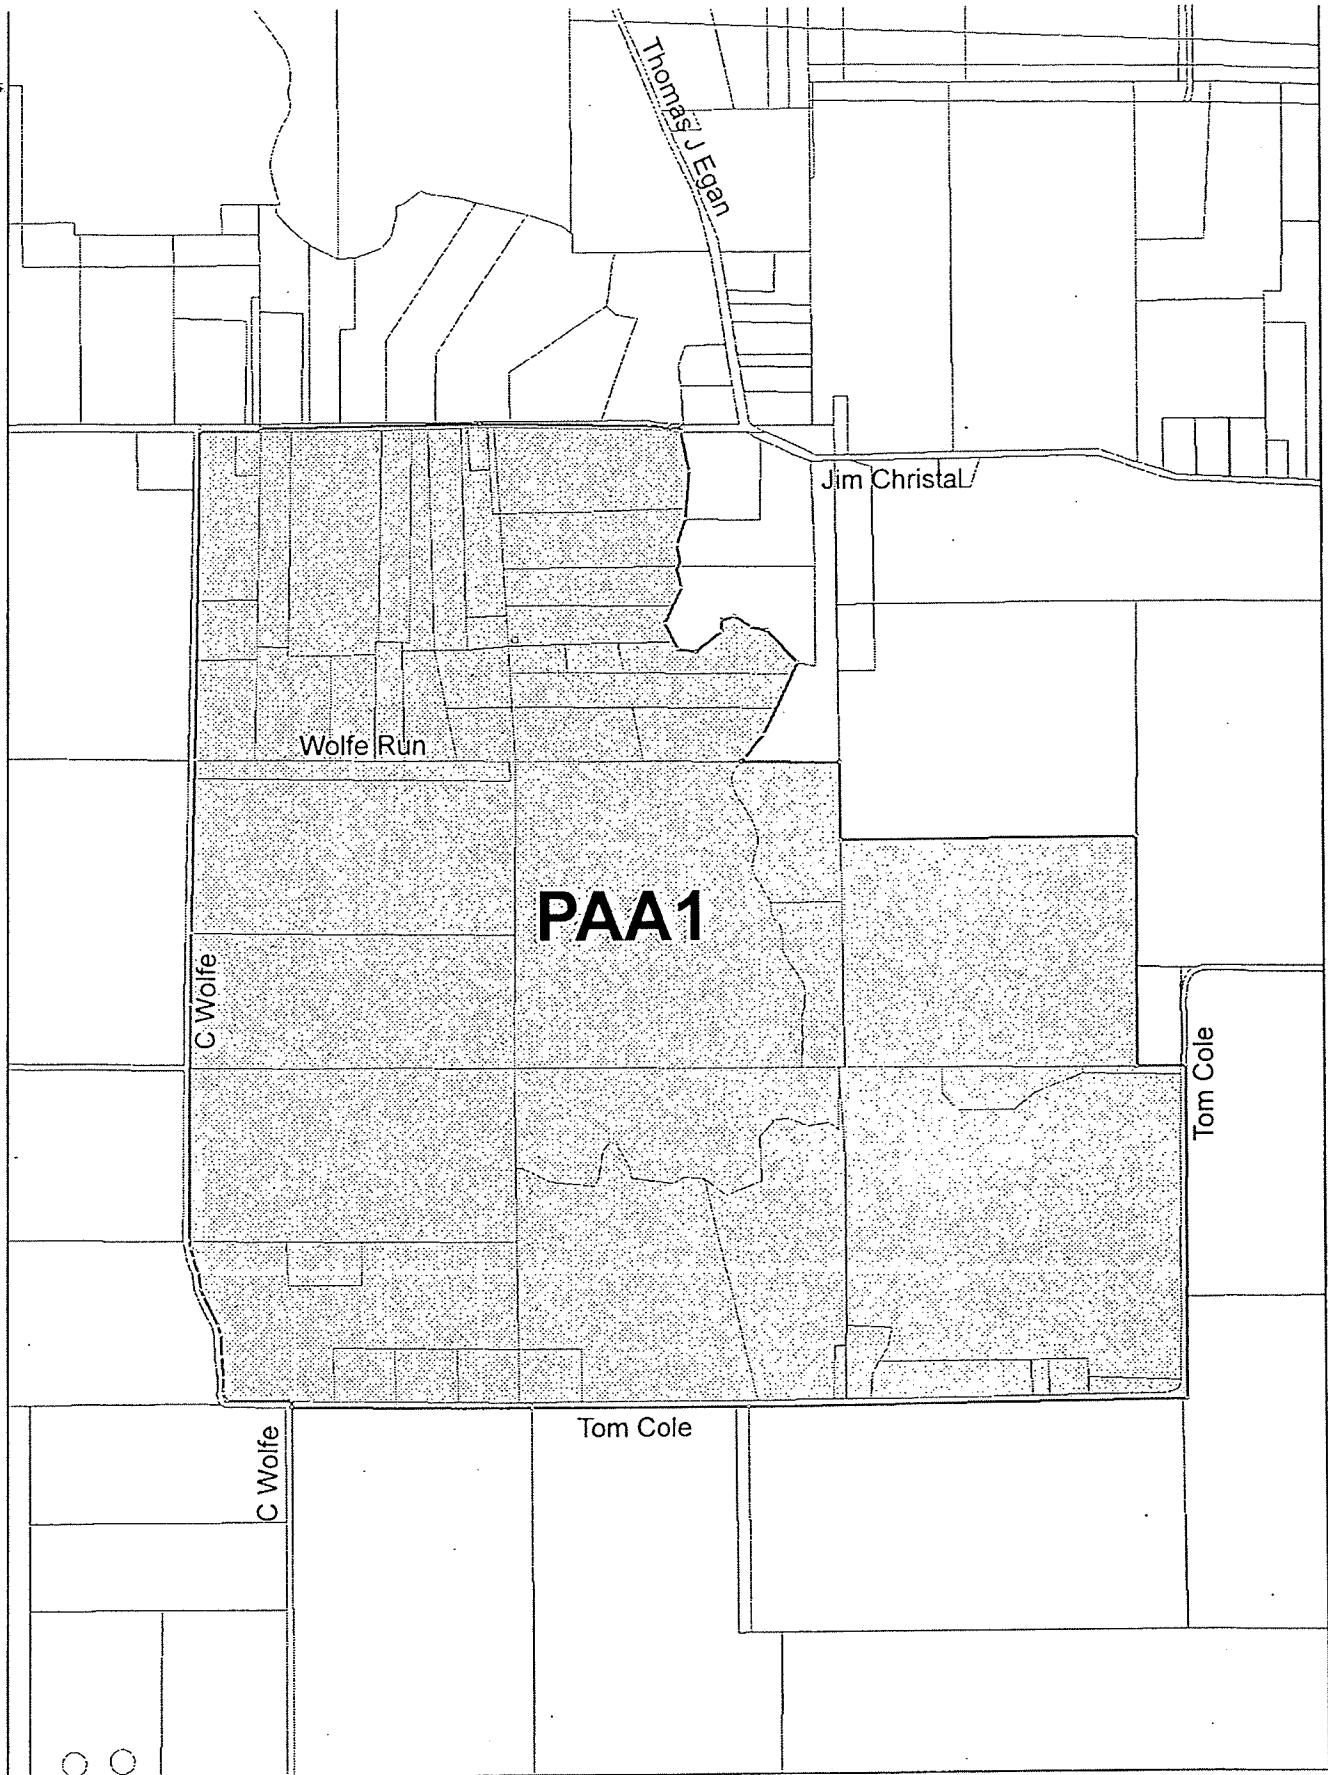 Thomas J Egan
Jim Christal
Wolfe Run
PAA1
C Wolfe
Tom Cole
Tom Cole
C Wolfe